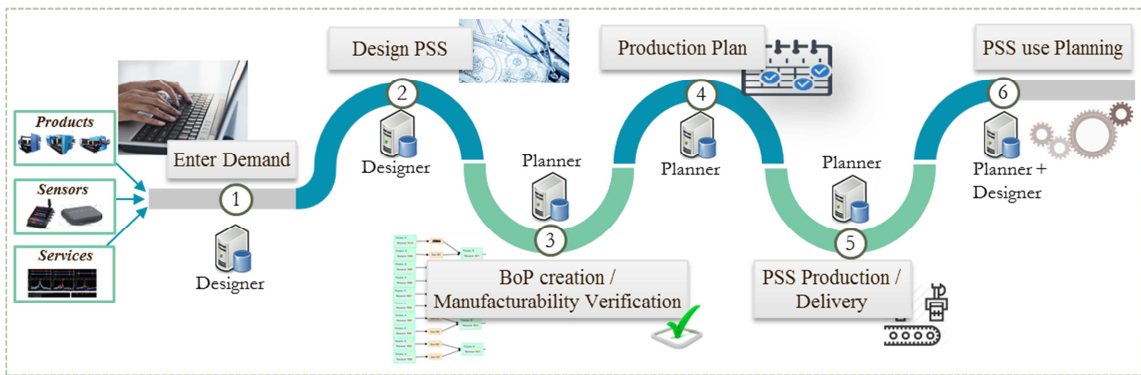 Products
Sensors
Services
Enter Demand
1
Designer
Design PSS
2
Designer
Planner
3
BoP creation /
Manufacturability Verification
Production Plan
4
Planner
Planner
5
PSS Production /
Delivery
PSS use Planning
6
Planner +
Designer